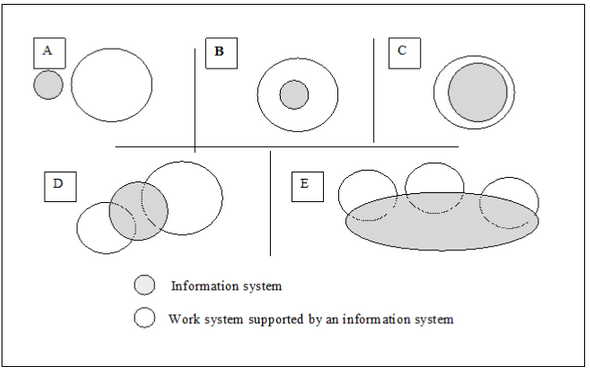 A
B
C
D
E
Information system
Work system supported by an information system